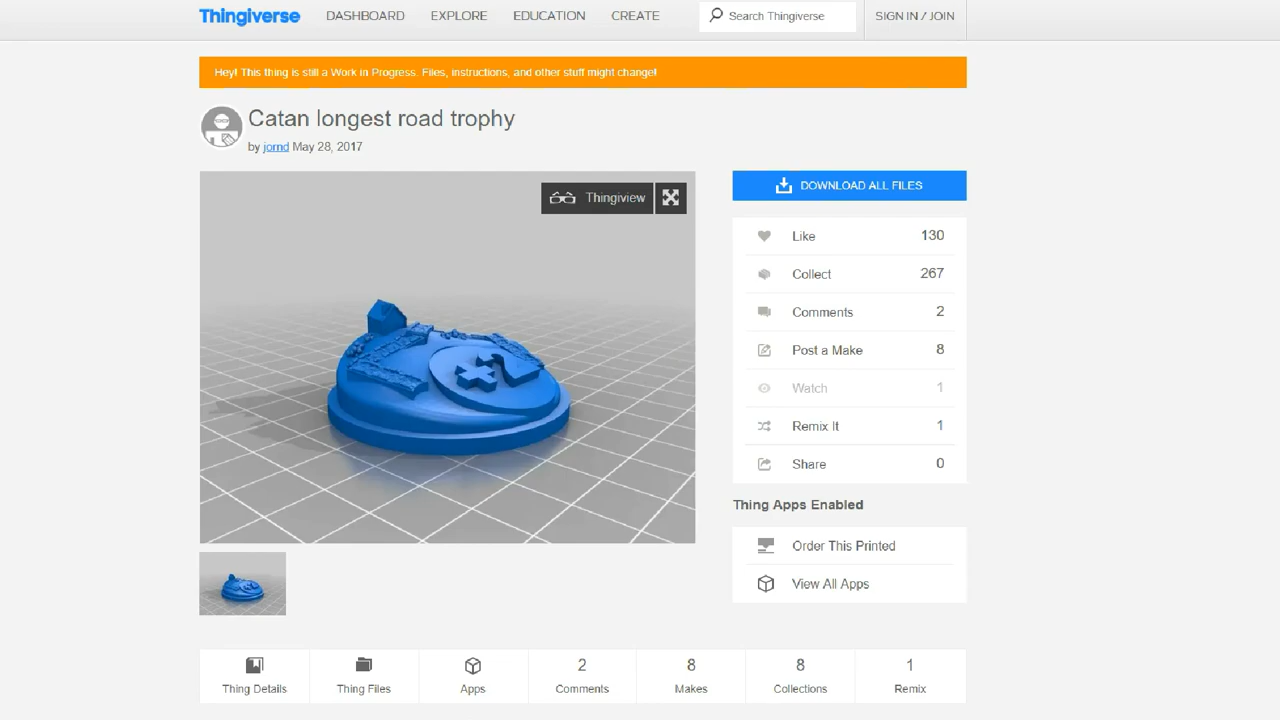 Thingiverse DASHBOARD EXPLORE EDUCATION CREATE Search Thingiverse SIGN IN / JOIN
Hey! This thing is still a Work in Progress. Files, instructions, and other stuff might change!
Catan longest road trophy
by jornd May 28, 2017
Thingiview
+2
DOWNLOAD ALL FILES
Like 130
Collect 267
Comments 2
Post a Make 8
Watch 1
Remix It 1
Share 0
Thing Apps Enabled
Order This Printed
View All Apps
2 8 8 1
Thing Details Thing Files Apps Comments Makes Collections Remix